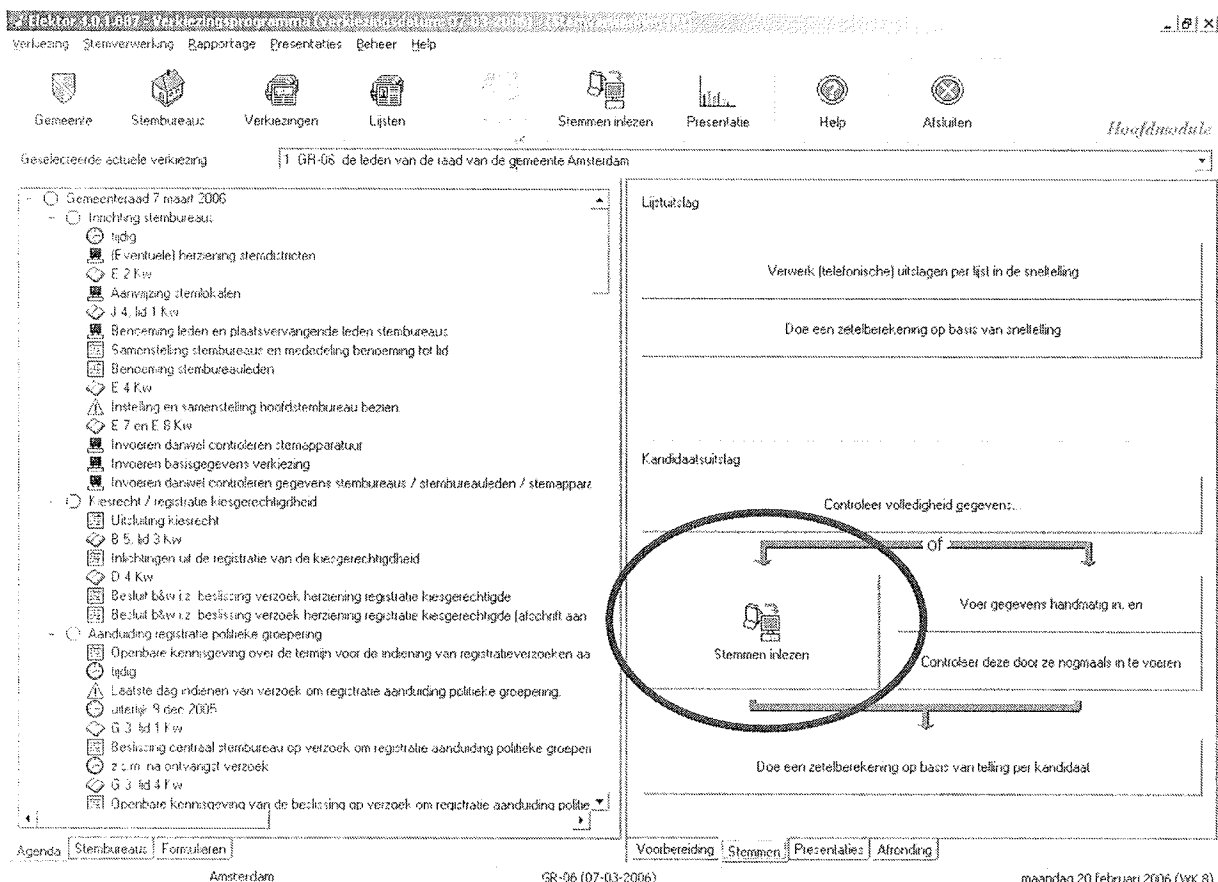 Elektor 4.0.1.007 - Verkiezingsprogramma (verkiezingsdatum: 07-03-2006)
Verkiezing Stemverwerking Rapportage Presentaties Beheer Help
Gemeente Stembureaus Verkiezingen Lijsten Stemmen inlezen Presentatie Help Afsluiten
Hoofdmodule
Geselecteerde actuele verkiezing 1 GR-06 de leden van de raad van de gemeente Amsterdam
Gemeenteraad 7 maart 2006
Inrichting stembureaus
tijdig
(Eventuele) herziening stemdistricten
E 2 Kw
Aanwijzing stemlokalen
J 4, lid 1 Kw
Benoeming leden en plaatsvervangende leden stembureaus
Samenstelling stembureaus en mededeling benoeming tot lid
Benoeming stembureauleden
E 4 Kw
Instelling en samenstelling hoofdstembureau bezien.
E 7 en E 8 Kw
Invoeren danwel controleren stemapparatuur
Invoeren basisgegevens verkiezing
Invoeren danwel controleren gegevens stembureaus / stembureauleden / stemappara
Kiesrecht / registratie kiesgerechtigdheid
Uitsluiting kiesrecht
B 5, lid 3 Kw
Inlichtingen uit de registratie van de kiesgerechtigdheid
D 4 Kw
Besluit b&w i.z. beslissing verzoek herziening registratie kiesgerechtigde
Besluit b&w i.z. beslissing verzoek herziening registratie kiesgerechtigde (afschrift aan
Aanduiding registratie politieke groepering
Openbare kennisgeving over de termijn voor de indiening van registratieverzoeken aa
tijdig
Laatste dag indienen van verzoek om registratie aanduiding politieke groepering.
uiterlijk 9 dec 2005
G 3, lid 1 Kw
Beslissing centraal stembureau op verzoek om registratie aanduiding politieke groeperi
z.s.m. na ontvangst verzoek
G 3, lid 4 Kw
Openbare kennisgeving van de beslissing op verzoek om registratie aanduiding politie
Agenda Stembureaus Formulieren
Lijstuitslag
Verwerk (telefonische) uitslagen per lijst in de sneltelling
Doe een zetelberekening op basis van sneltelling
Kandidaatsuitslag
Controleer volledigheid gegevens...
of
Stemmen inlezen
Voer gegevens handmatig in, en
Controleer deze door ze nogmaals in te voeren
Doe een zetelberekening op basis van telling per kandidaat
Voorbereiding Stemmen Presentaties Afronding
Amsterdam GR-06 (07-03-2006) maandag 20 februari 2006 (WK 8)